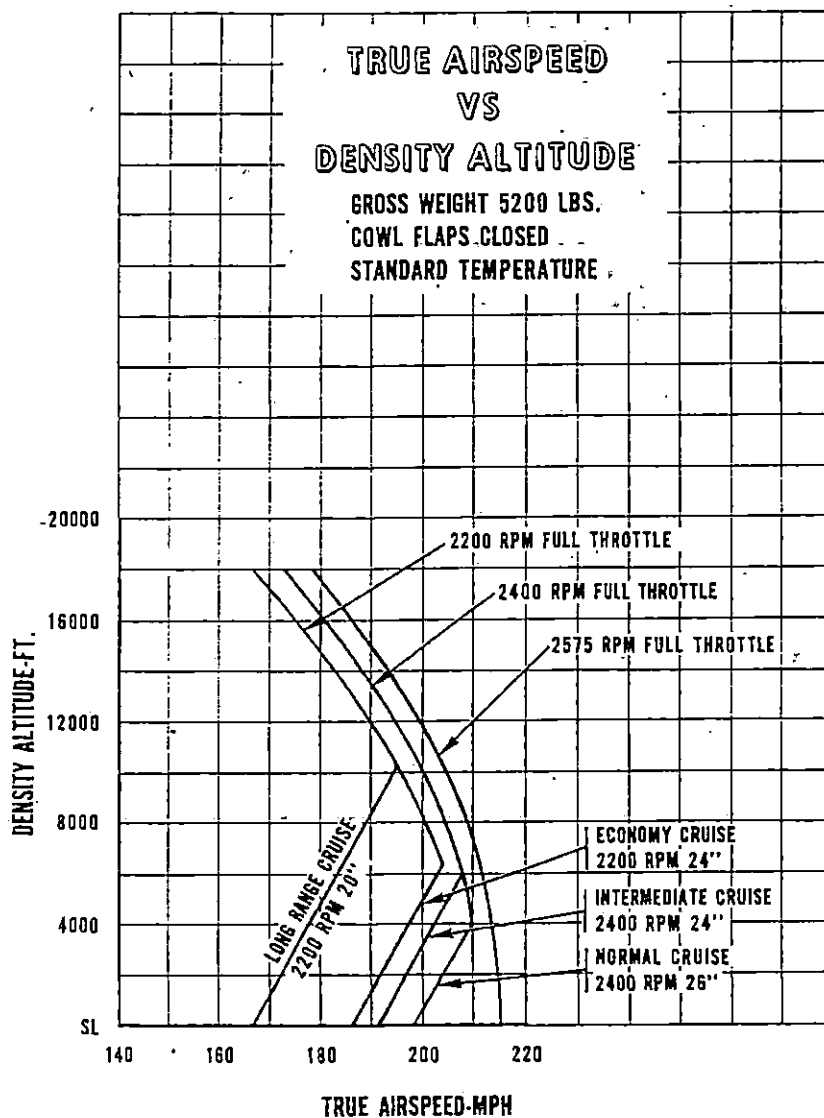 TRUE AIRSPEED
VS
DENSITY ALTITUDE
GROSS WEIGHT 5200 LBS.
COWL FLAPS CLOSED
STANDARD TEMPERATURE
20000
16000
12000
8000
4000
SL
DENSITY ALTITUDE-FT.
2200 RPM FULL THROTTLE
2400 RPM FULL THROTTLE
2575 RPM FULL THROTTLE
LONG RANGE CRUISE
2200 RPM 20"
ECONOMY CRUISE
2200 RPM 24"
INTERMEDIATE CRUISE
2400 RPM 24"
NORMAL CRUISE
2400 RPM 26"
140 160 180 200 220
TRUE AIRSPEED-MPH